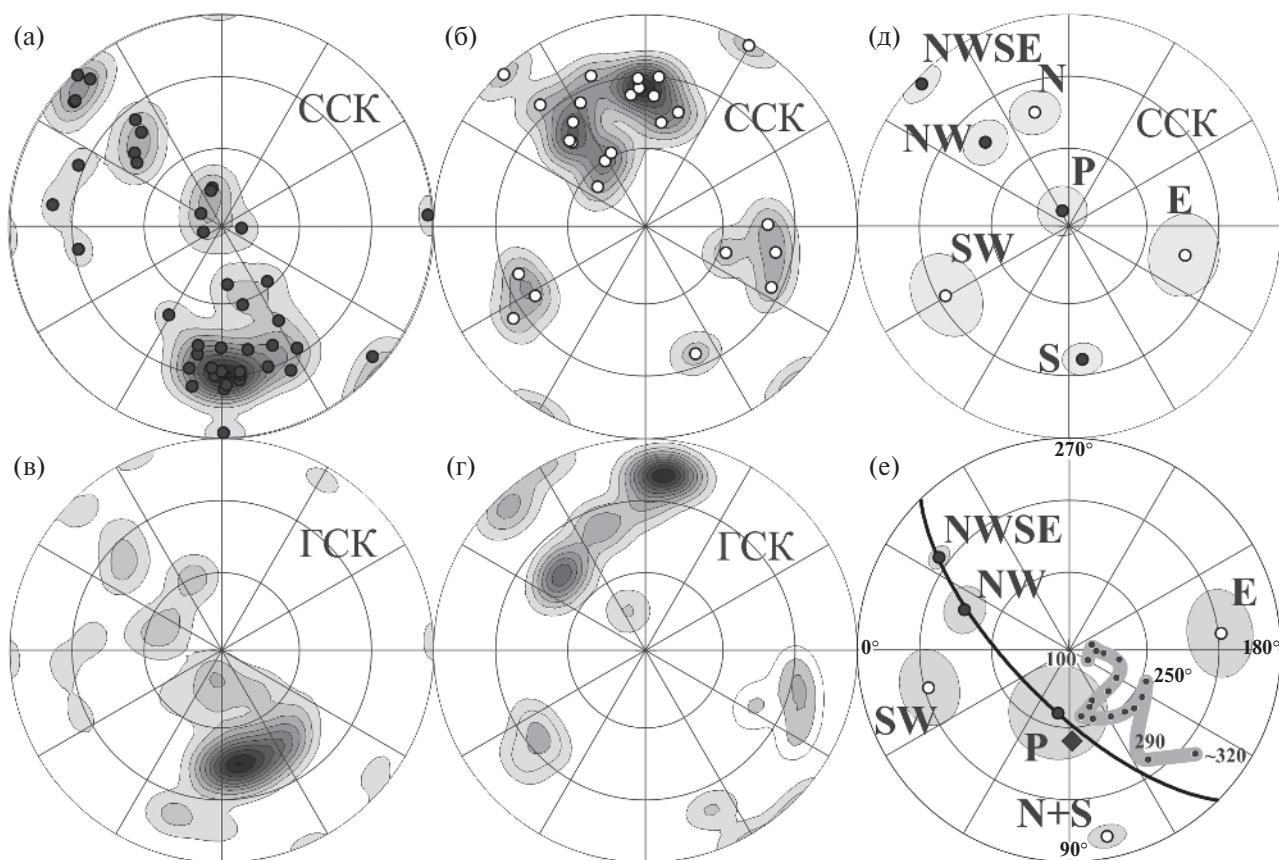 (а)
ССК
(б)
ССК
(д)
NWSE
N
ССК
NW
P
E
SW
S
(в)
ГСК
(г)
ГСК
(е)
270°
NWSE
NW
E
0°
180°
100
250°
SW
290
~320
P
N+S
90°